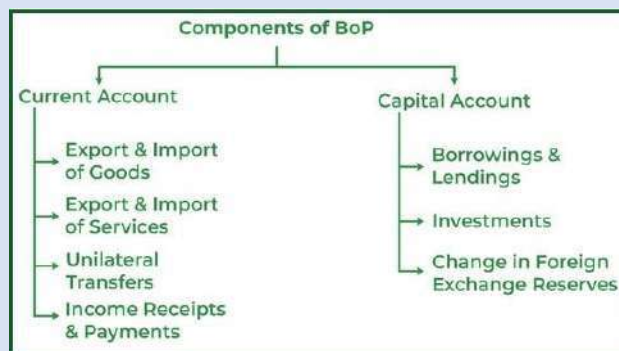 Components of BoP
Current Account
Export & Import
of Goods
Export & Import
of Services
Unilateral
Transfers
Income Receipts
& Payments
Capital Account
Borrowings &
Lendings
Investments
Change in Foreign
Exchange Reserves